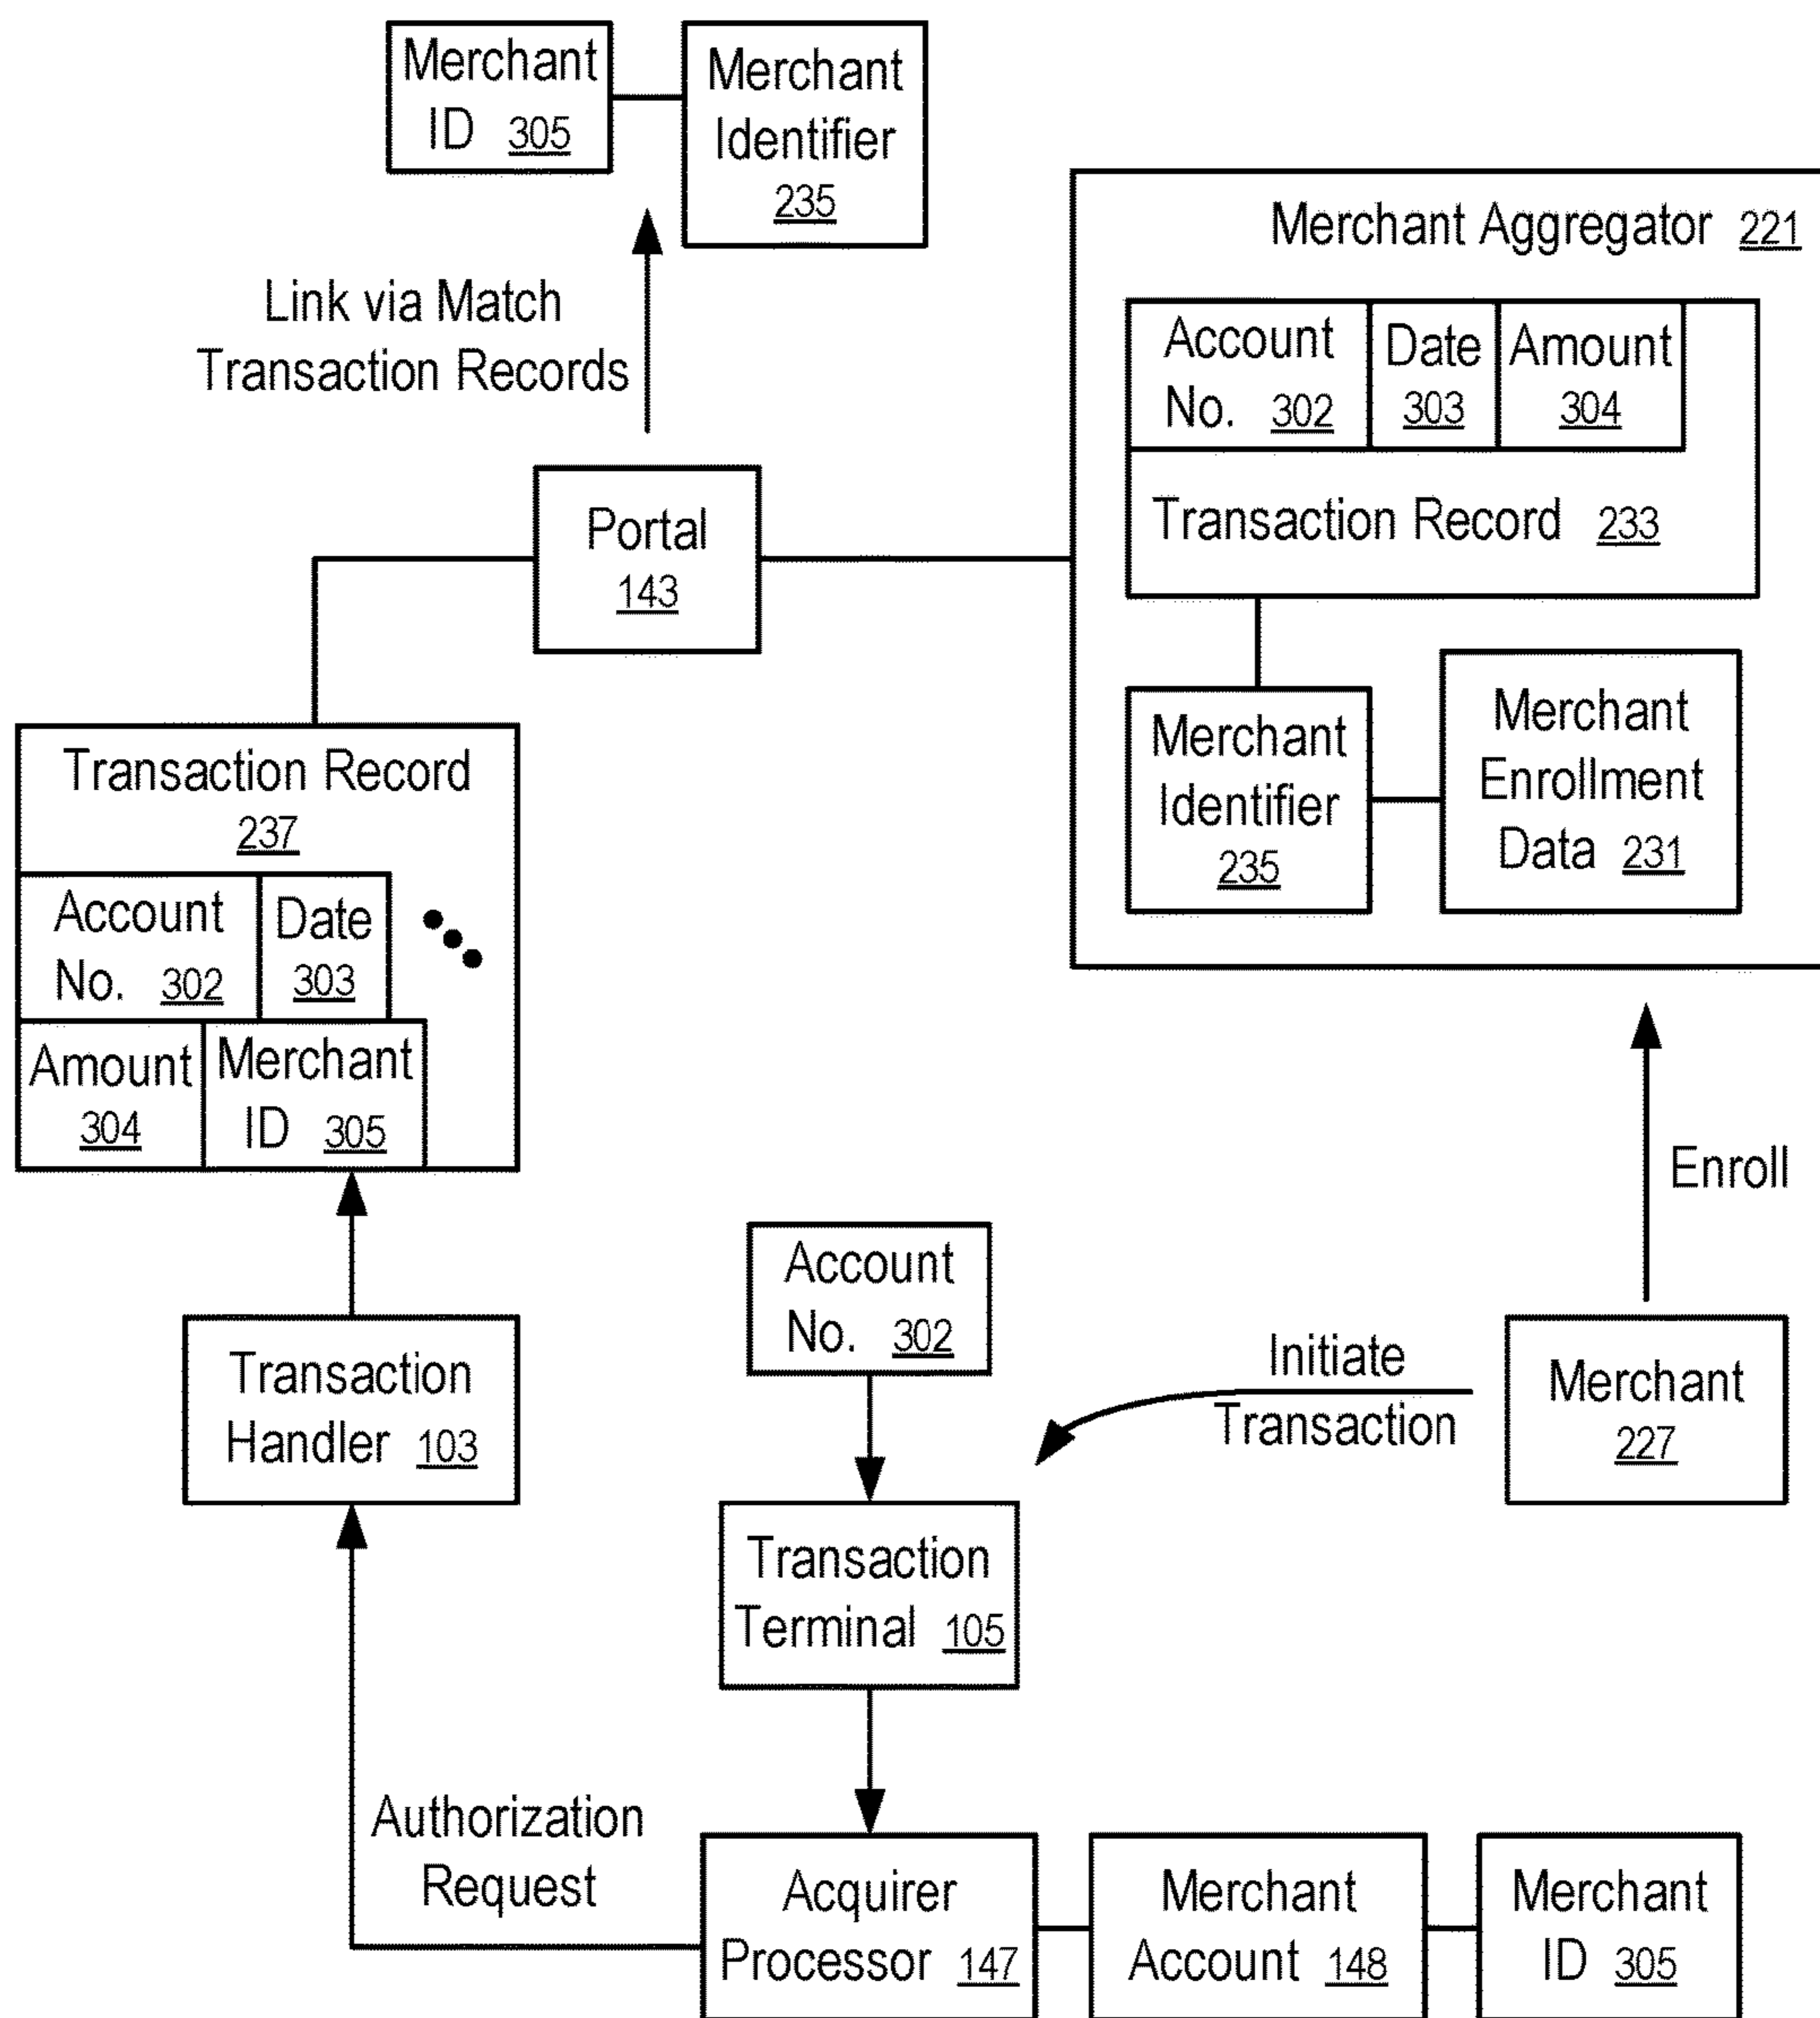 Merchant
ID 305
Merchant
Identifier
235
Link via Match
Transaction Records
Merchant Aggregator 221
Account
No. 302
Date
303
Amount
304
Transaction Record 233
Portal
143
Merchant
Identifier
235
Merchant
Enrollment
Data 231
Transaction Record
237
Account
No. 302
Date
303
Amount
304
Merchant
ID 305
Enroll
Account
No. 302
Transaction
Handler 103
Initiate
Transaction
Merchant
227
Transaction
Terminal 105
Authorization
Request
Acquirer
Processor 147
Merchant
Account 148
Merchant
ID 305